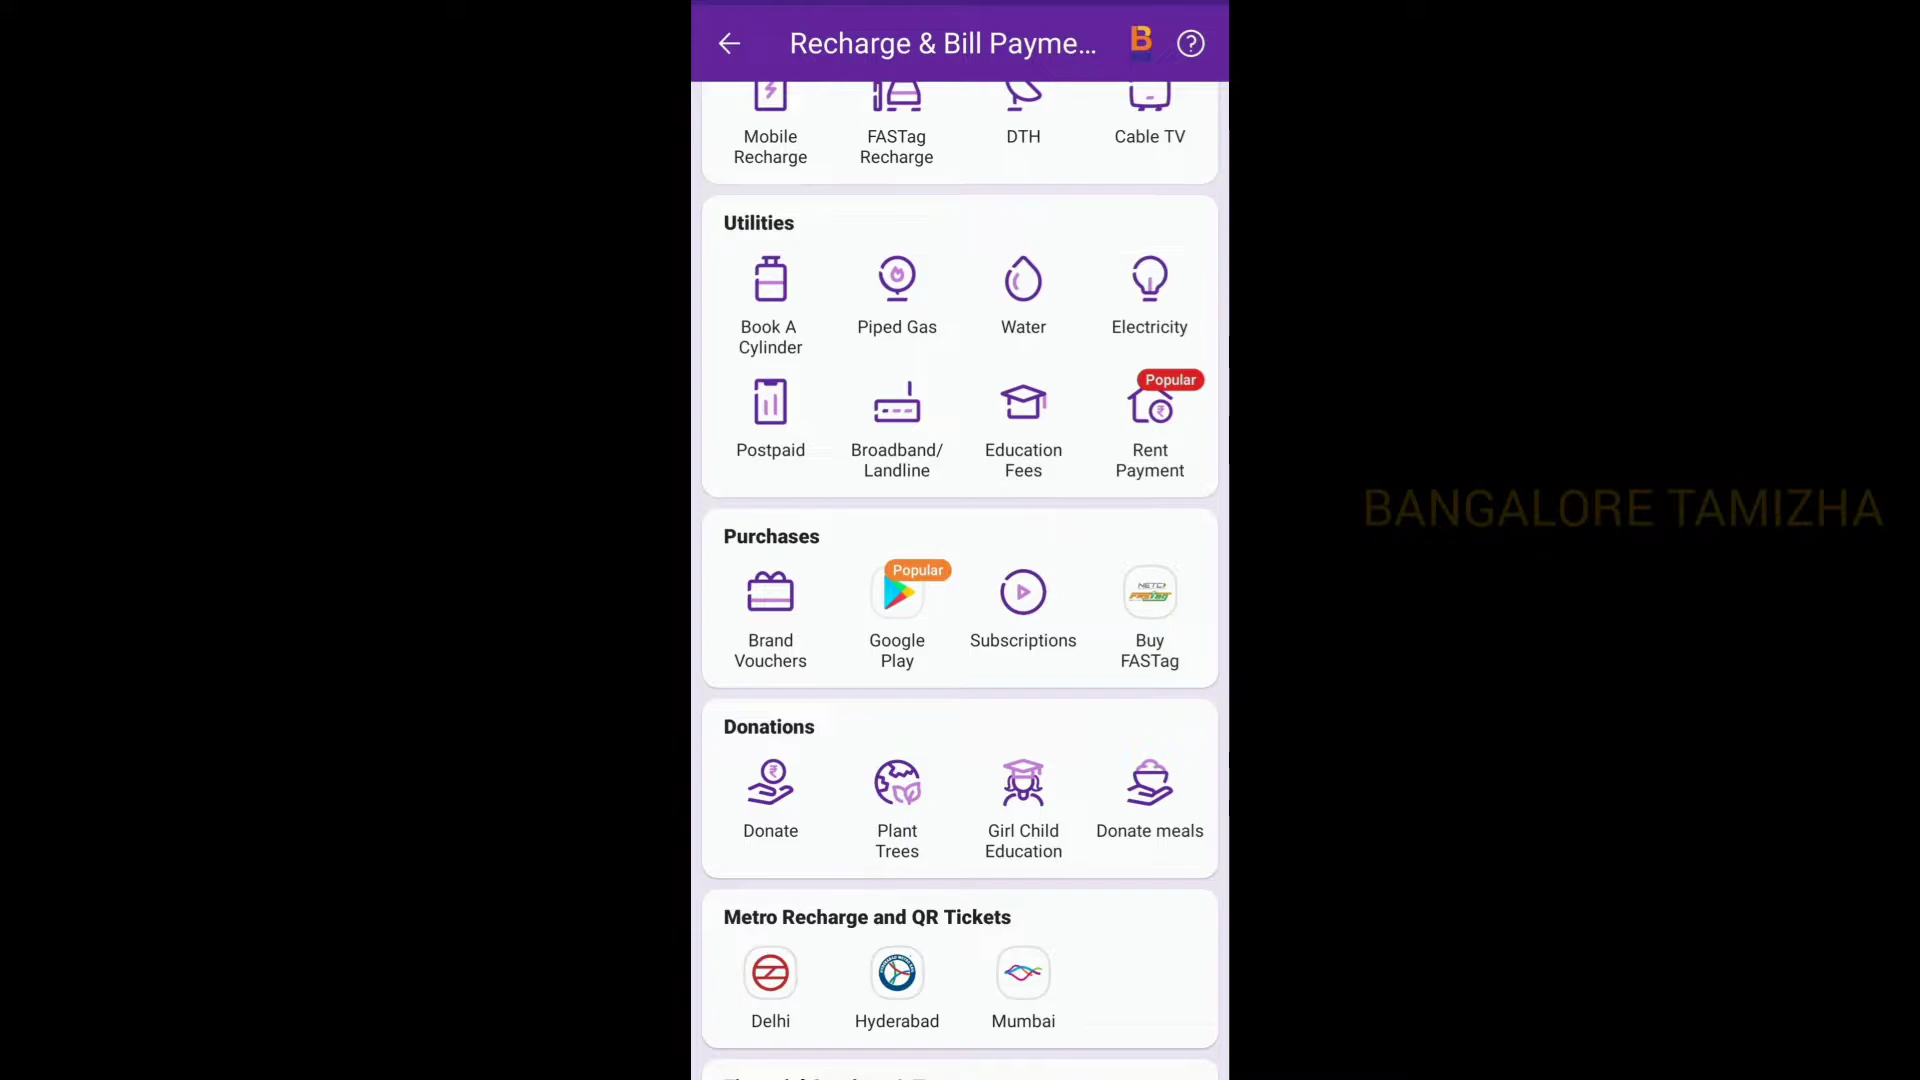 Recharge & Bill Payme...
B
Mobile Recharge
FASTag Recharge
DTH
Cable TV
Utilities
Book A Cylinder
Piped Gas
Water
Electricity
Postpaid
Broadband/ Landline
Education Fees
Popular
Rent Payment
BANGALORE TAMIZHA
Purchases
Brand Vouchers
Popular
Google Play
Subscriptions
NETC FASTag
Buy FASTag
Donations
Donate
Plant Trees
Girl Child Education
Donate meals
Metro Recharge and QR Tickets
Delhi
Hyderabad
Mumbai